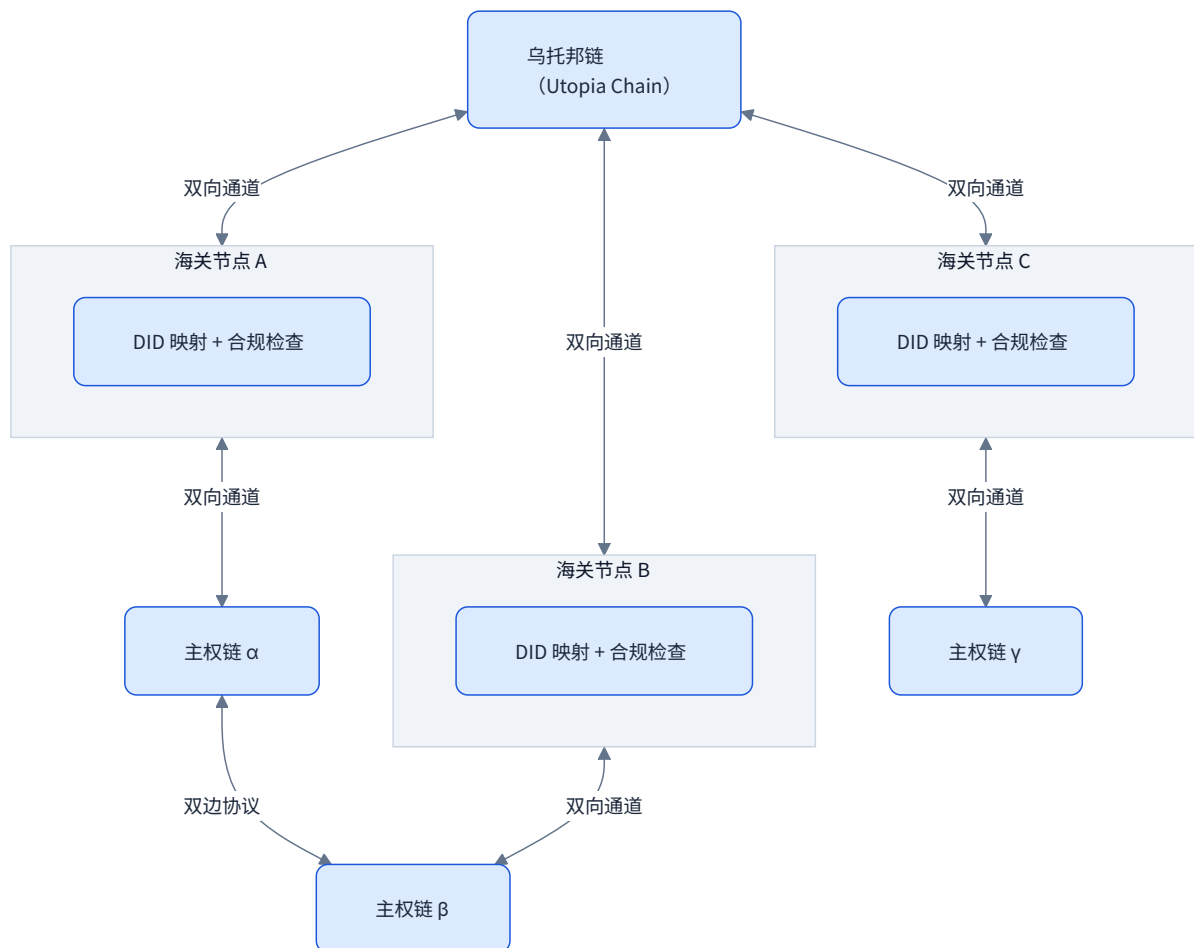 乌托邦链
（Utopia Chain）
双向通道
双向通道
海关节点 A
海关节点 C
DID 映射 + 合规检查
双向通道
DID 映射 + 合规检查
双向通道
双向通道
海关节点 B
主权链 α
DID 映射 + 合规检查
主权链 γ
双边协议
双向通道
主权链 β